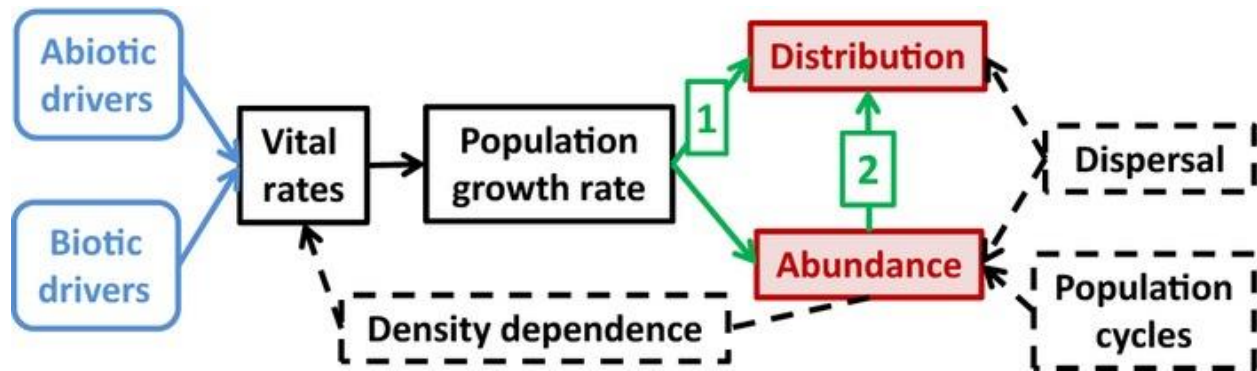 Abiotic
drivers
Biotic
drivers
Vital
rates
Population
growth rate
1
2
Distribution
Abundance
Density dependence
Dispersal
Population
cycles